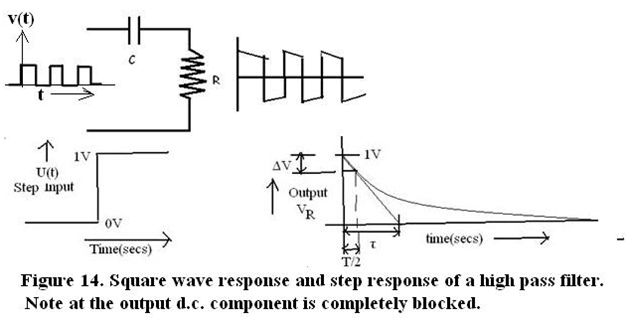 v(t)
C
R
t
1V
U(t)
Step input
0V
Time(secs)
ΔV
1V
Output
VR
τ
T/2
time(secs)
Figure 14. Square wave response and step response of a high pass filter.
Note at the output d.c. component is completely blocked.